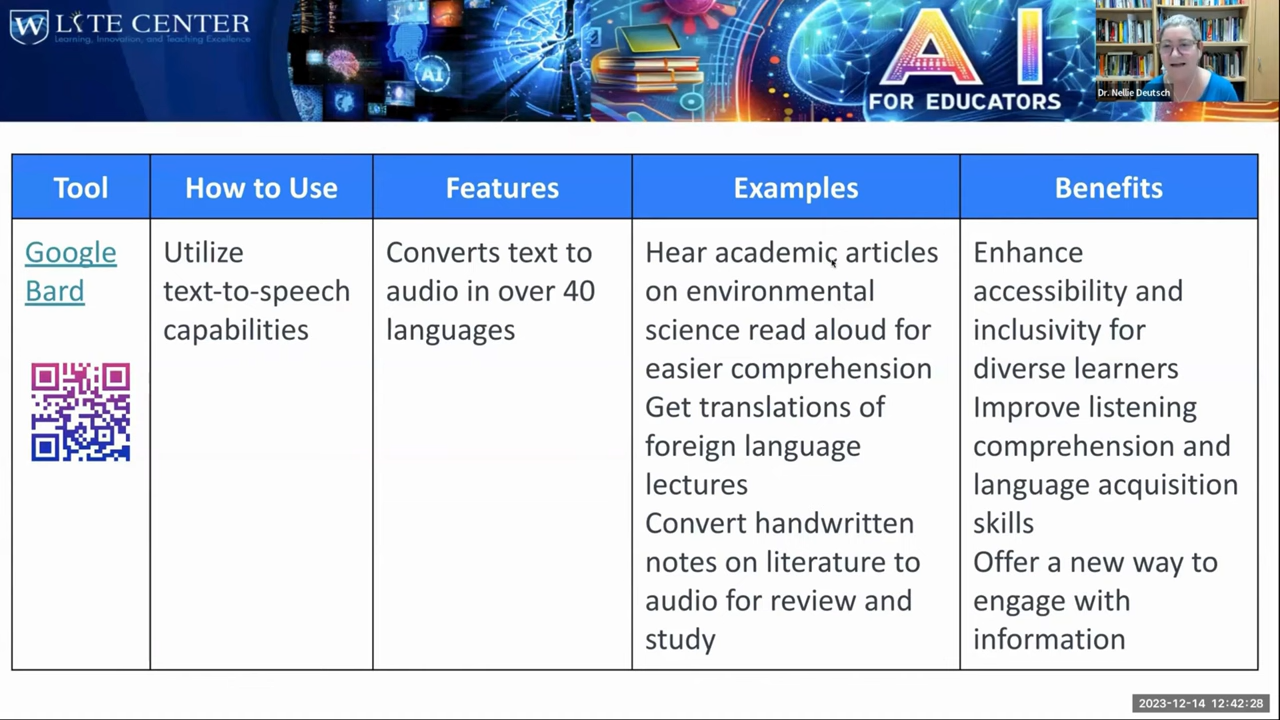 W LITE CENTER
Learning, Innovation, and Teaching Excellence
AI
AI
FOR EDUCATORS
Dr. Nellie Deutsch
Tool
How to Use
Features
Examples
Benefits
Google
Bard
Utilize
text-to-speech
capabilities
Converts text to
audio in over 40
languages
Hear academic articles
on environmental
science read aloud for
easier comprehension
Get translations of
foreign language
lectures
Convert handwritten
notes on literature to
audio for review and
study
Enhance
accessibility and
inclusivity for
diverse learners
Improve listening
comprehension and
language acquisition
skills
Offer a new way to
engage with
information
2023-12-14 12:42:28